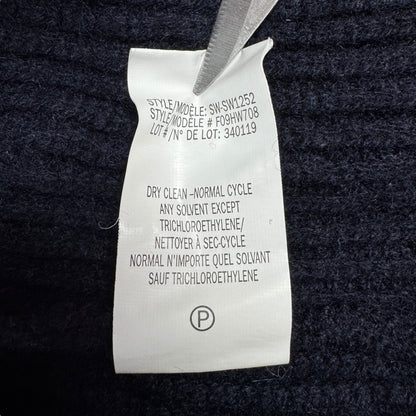 STYLE/MODÈLE: SW-SW1252
STYLE/MODÈLE # F09HW708
LOT # /N° DE LOT: 340119
DRY CLEAN -NORMAL CYCLE
ANY SOLVENT EXCEPT
TRICHLOROETHYLENE/
NETTOYER À SEC-CYCLE
NORMAL N'IMPORTE QUEL SOLVANT
SAUF TRICHLOROETHYLENE
P